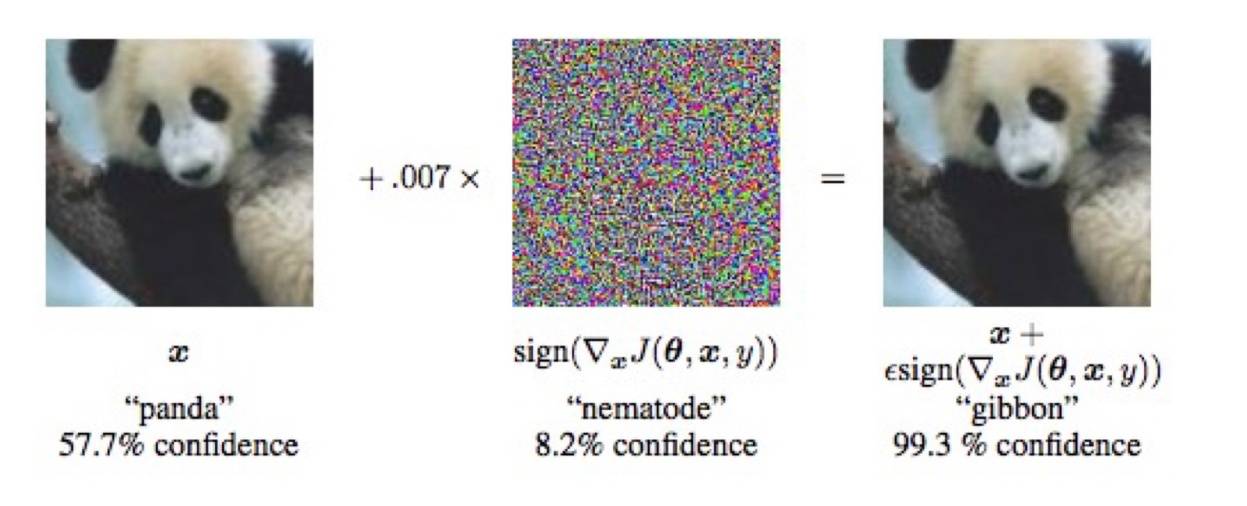 + .007 ×
=
x
"panda"
57.7% confidence
sign(∇ₓJ(θ, x, y))
"nematode"
8.2% confidence
x +
ϵsign(∇ₓJ(θ, x, y))
"gibbon"
99.3 % confidence